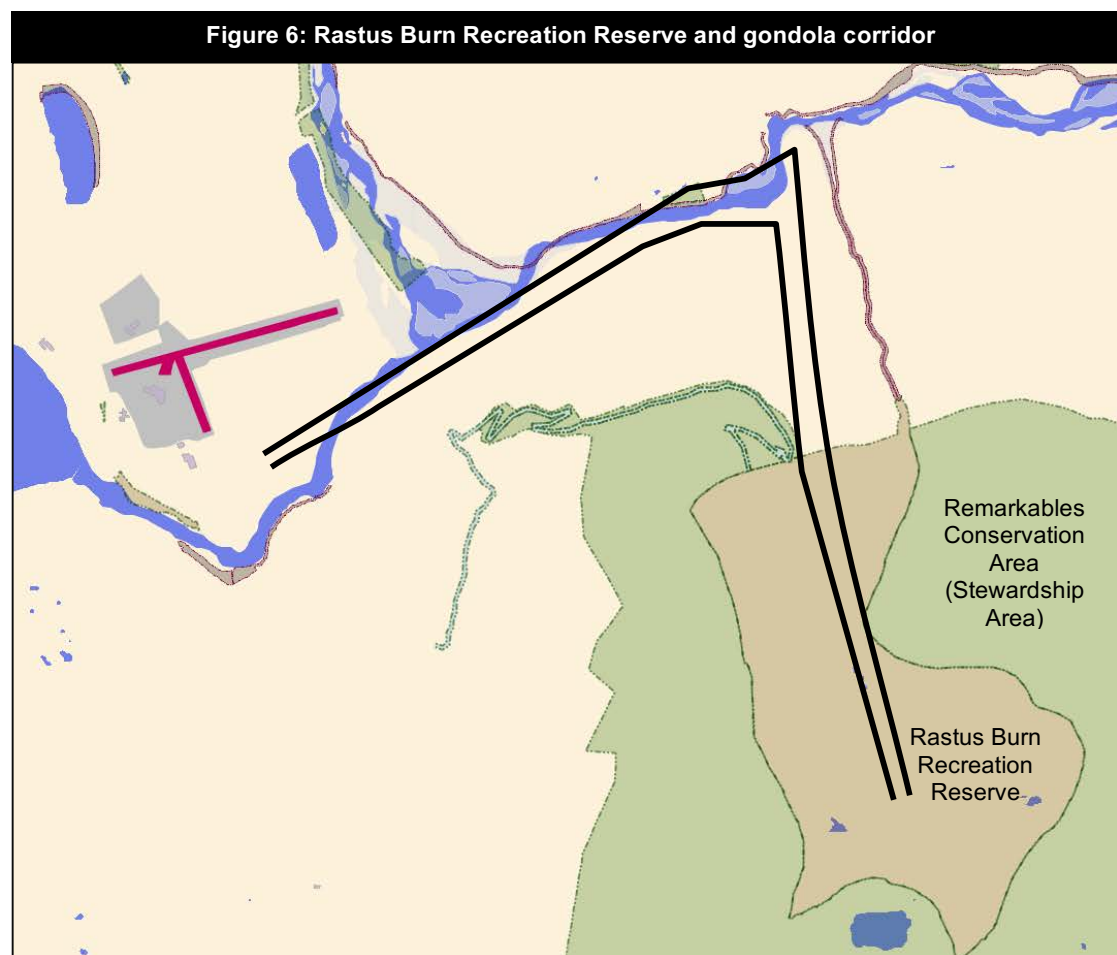 Figure 6: Rastus Burn Recreation Reserve and gondola corridor
Remarkables
Conservation
Area
(Stewardship
Area)
Rastus Burn
Recreation
Reserve